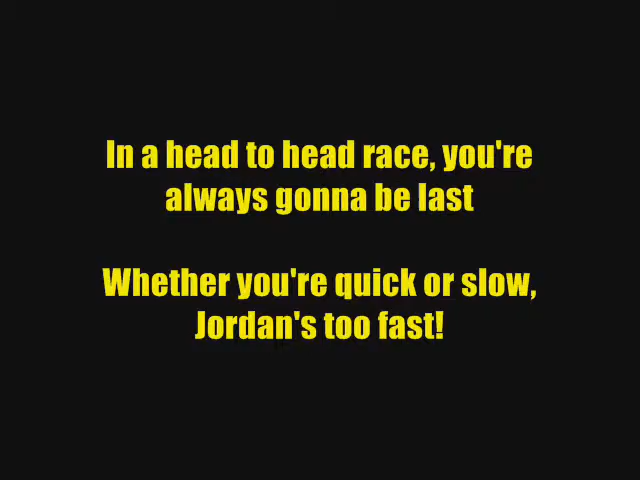 In a head to head race, you're
always gonna be last
Whether you're quick or slow,
Jordan's too fast!